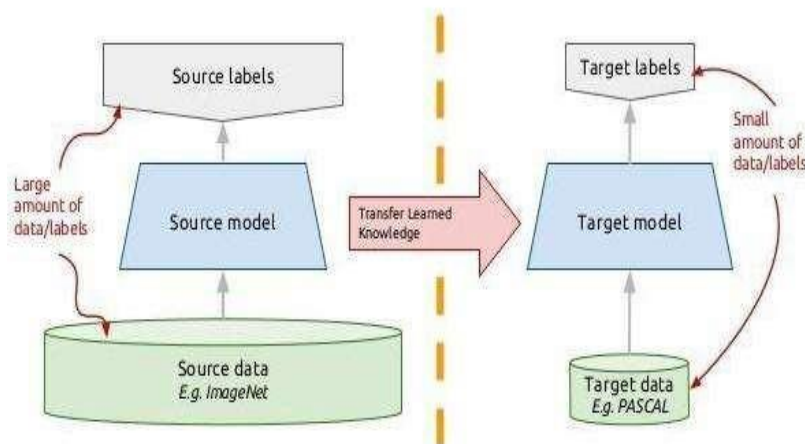 Source labels
Large
amount of
data/labels
Source model
Source data
E.g. ImageNet
Transfer Learned
Knowledge
Target labels
Small
amount of
data/labels
Target model
Target data
E.g. PASCAL